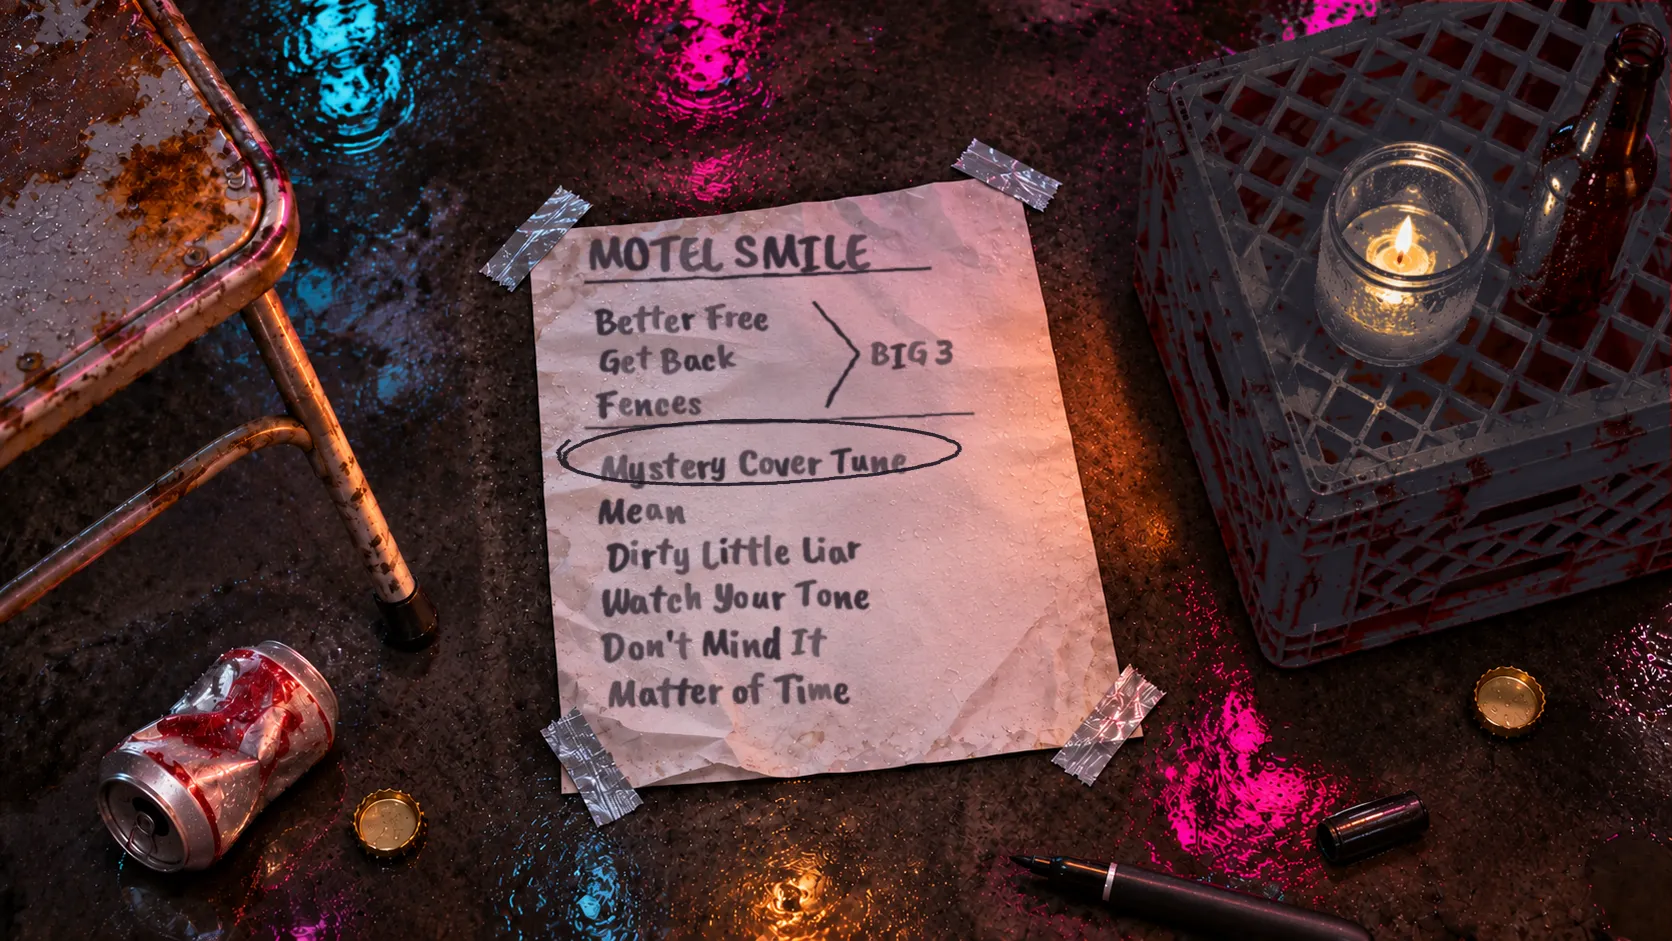 MOTEL SMILE
Better Free
Get Back
BIG 3
Fences
Mystery Cover Tune
Mean
Dirty Little Liar
Watch Your Tone
Don't Mind It
Matter of Time